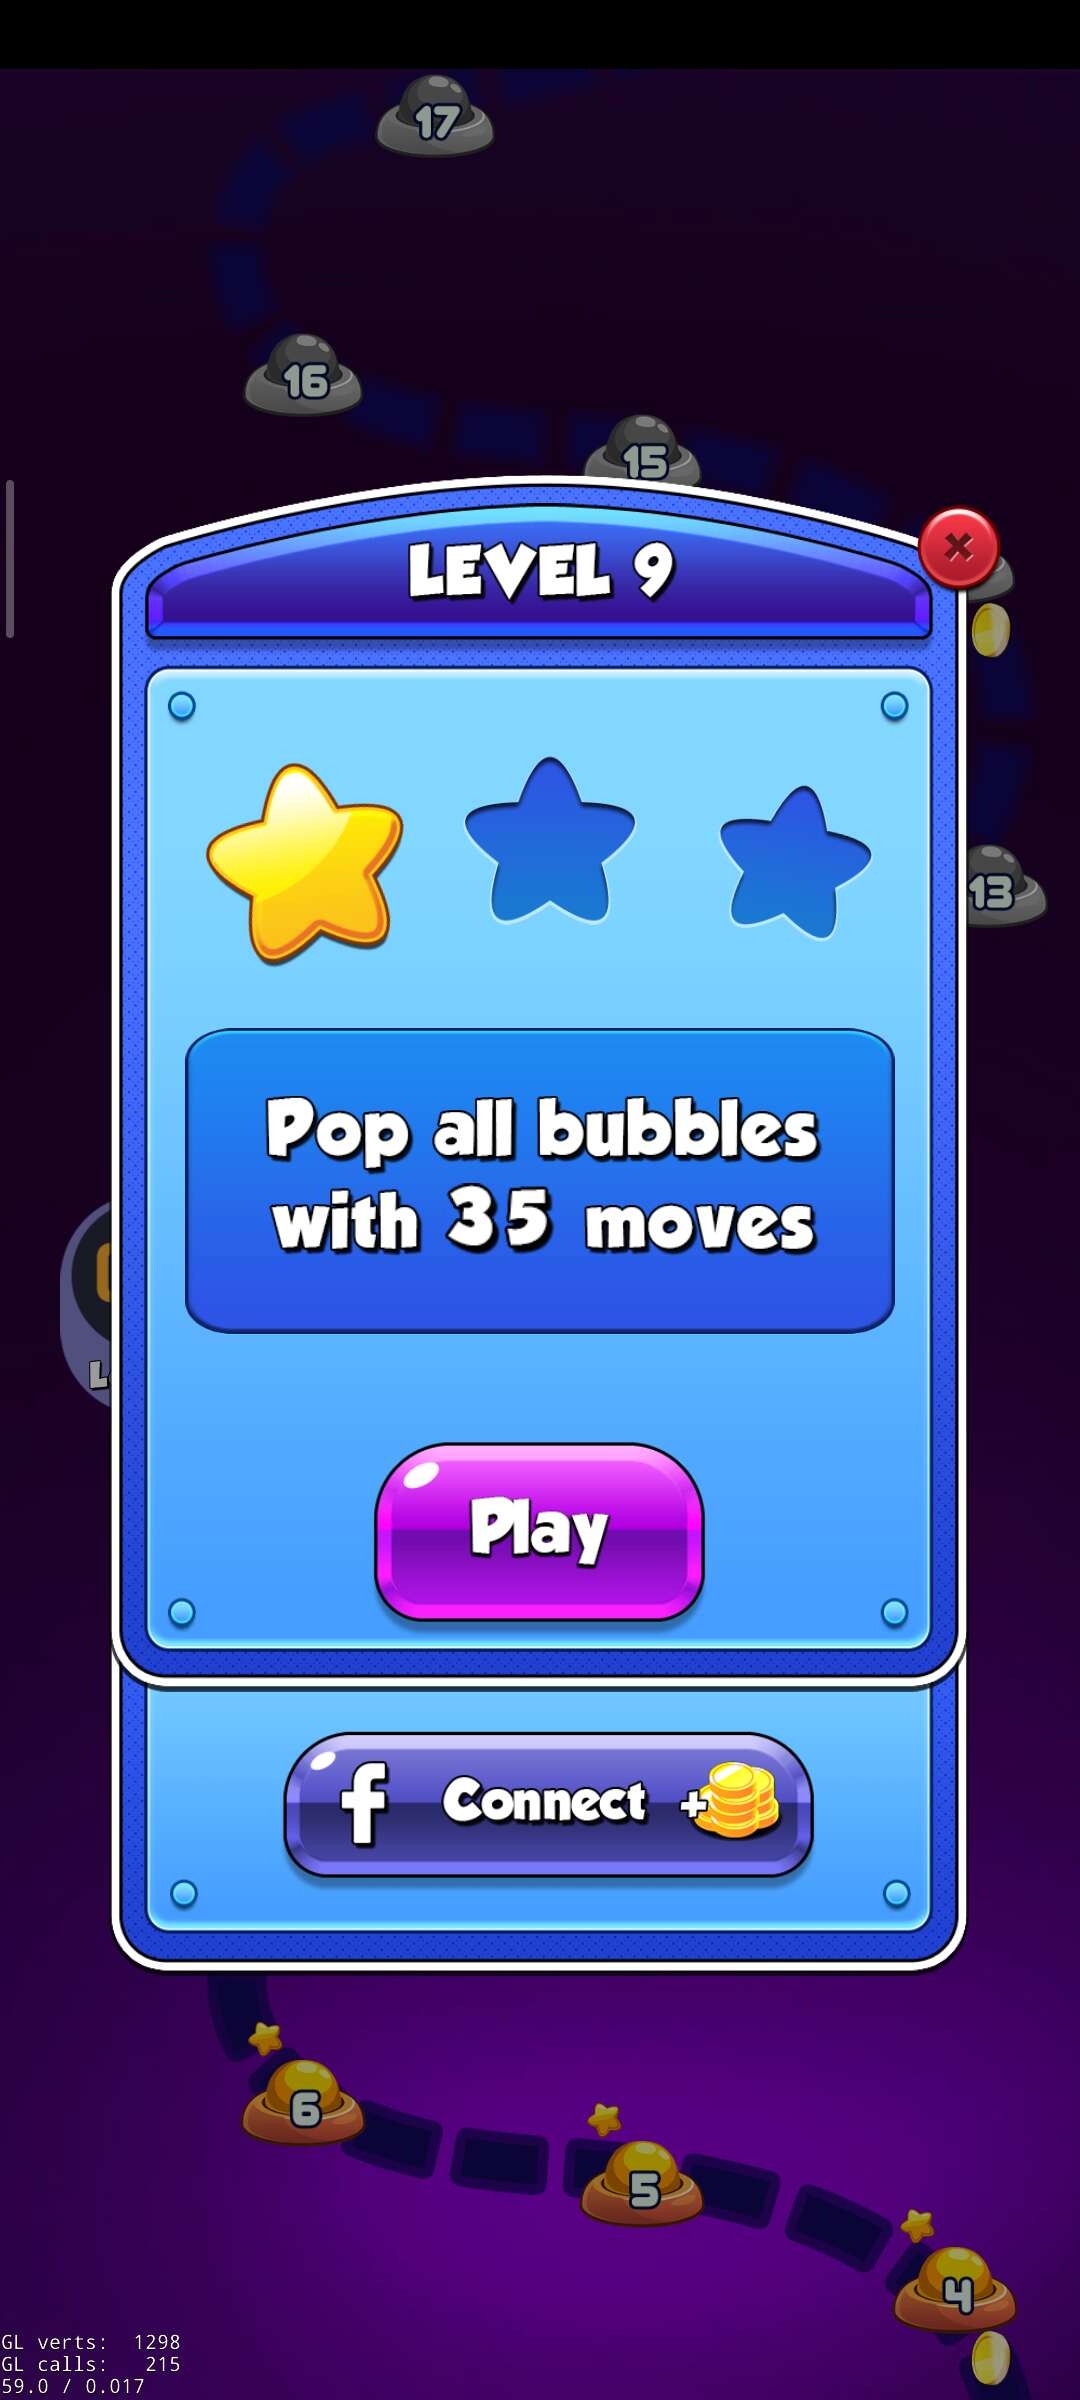 17
16
15
LEVEL 9
13
Pop all bubbles
with 35 moves
Play
f Connect +
6
5
4
GL verts: 1298
GL calls: 215
59.0 / 0.017